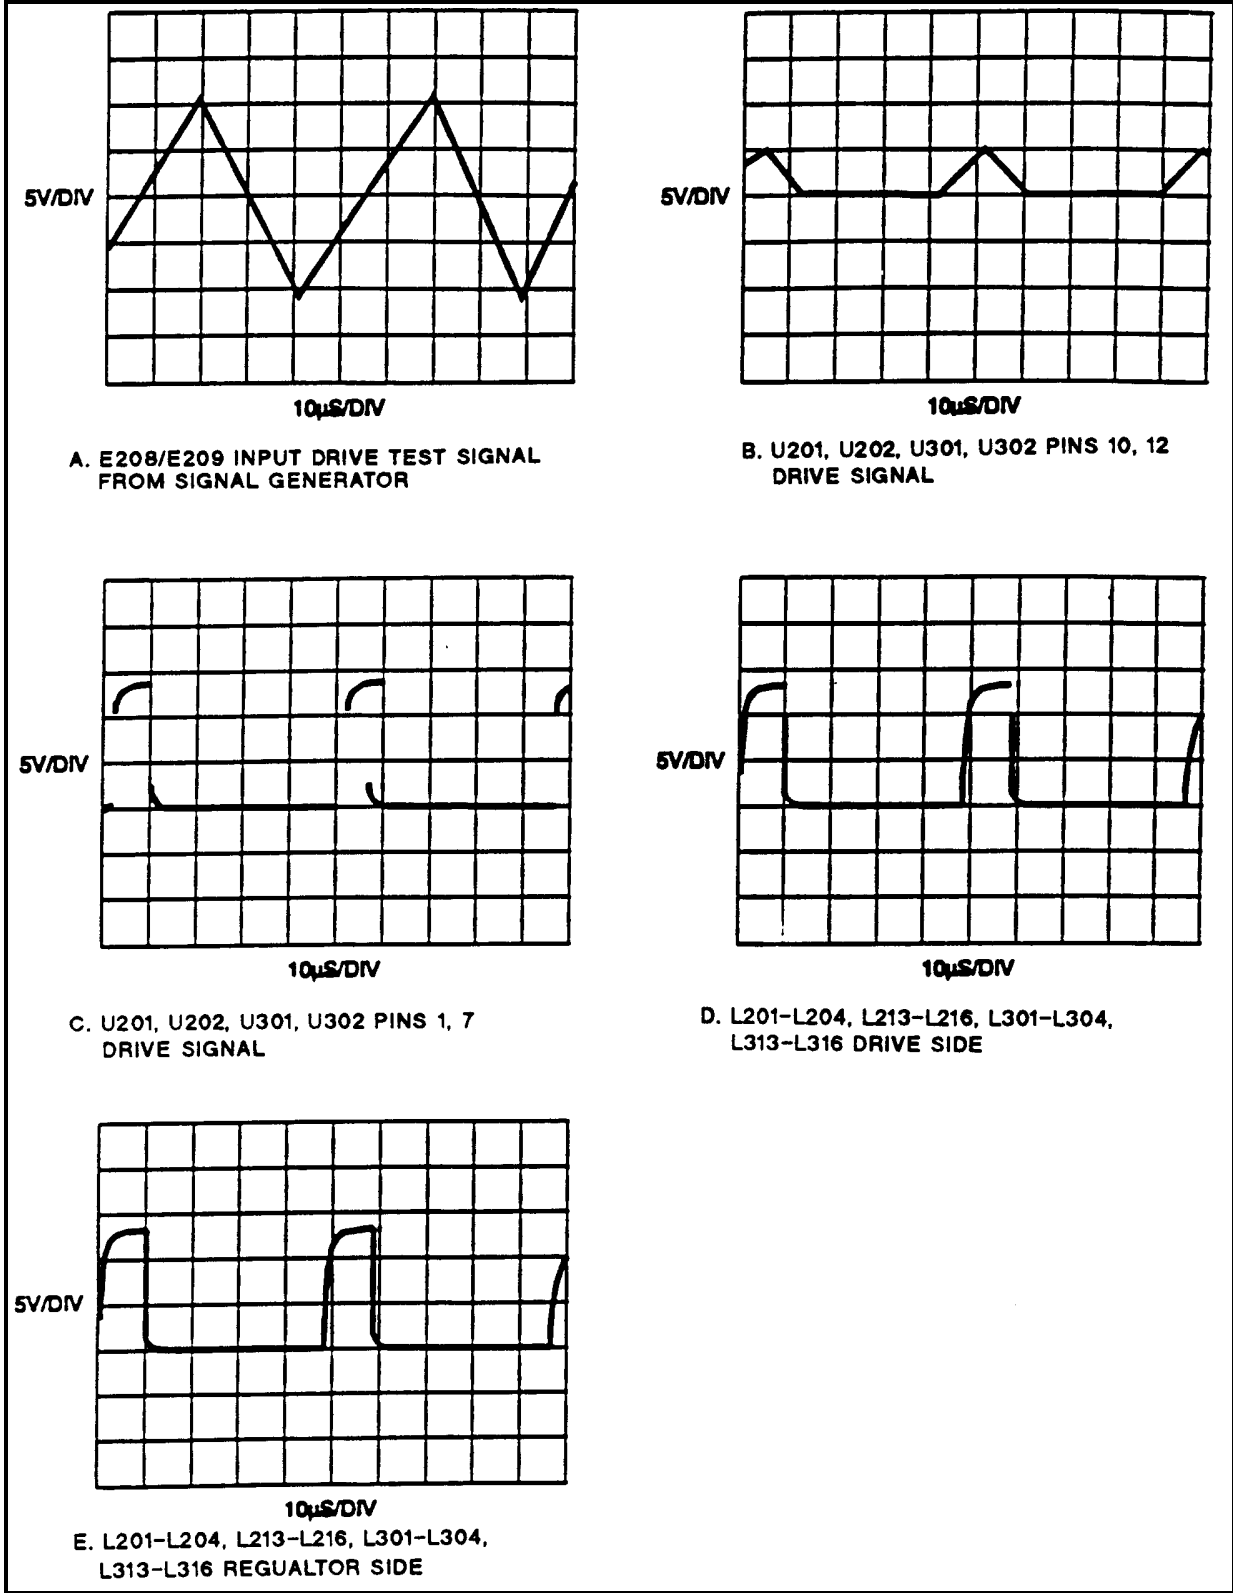 5V/DIV
10µS/DIV
A. E208/E209 INPUT DRIVE TEST SIGNAL
FROM SIGNAL GENERATOR
5V/DIV
10µS/DIV
B. U201, U202, U301, U302 PINS 10, 12
DRIVE SIGNAL
5V/DIV
10µS/DIV
C. U201, U202, U301, U302 PINS 1, 7
DRIVE SIGNAL
5V/DIV
10µS/DIV
D. L201-L204, L213-L216, L301-L304,
L313-L316 DRIVE SIDE
5V/DIV
10µS/DIV
E. L201-L204, L213-L216, L301-L304,
L313-L316 REGUALTOR SIDE